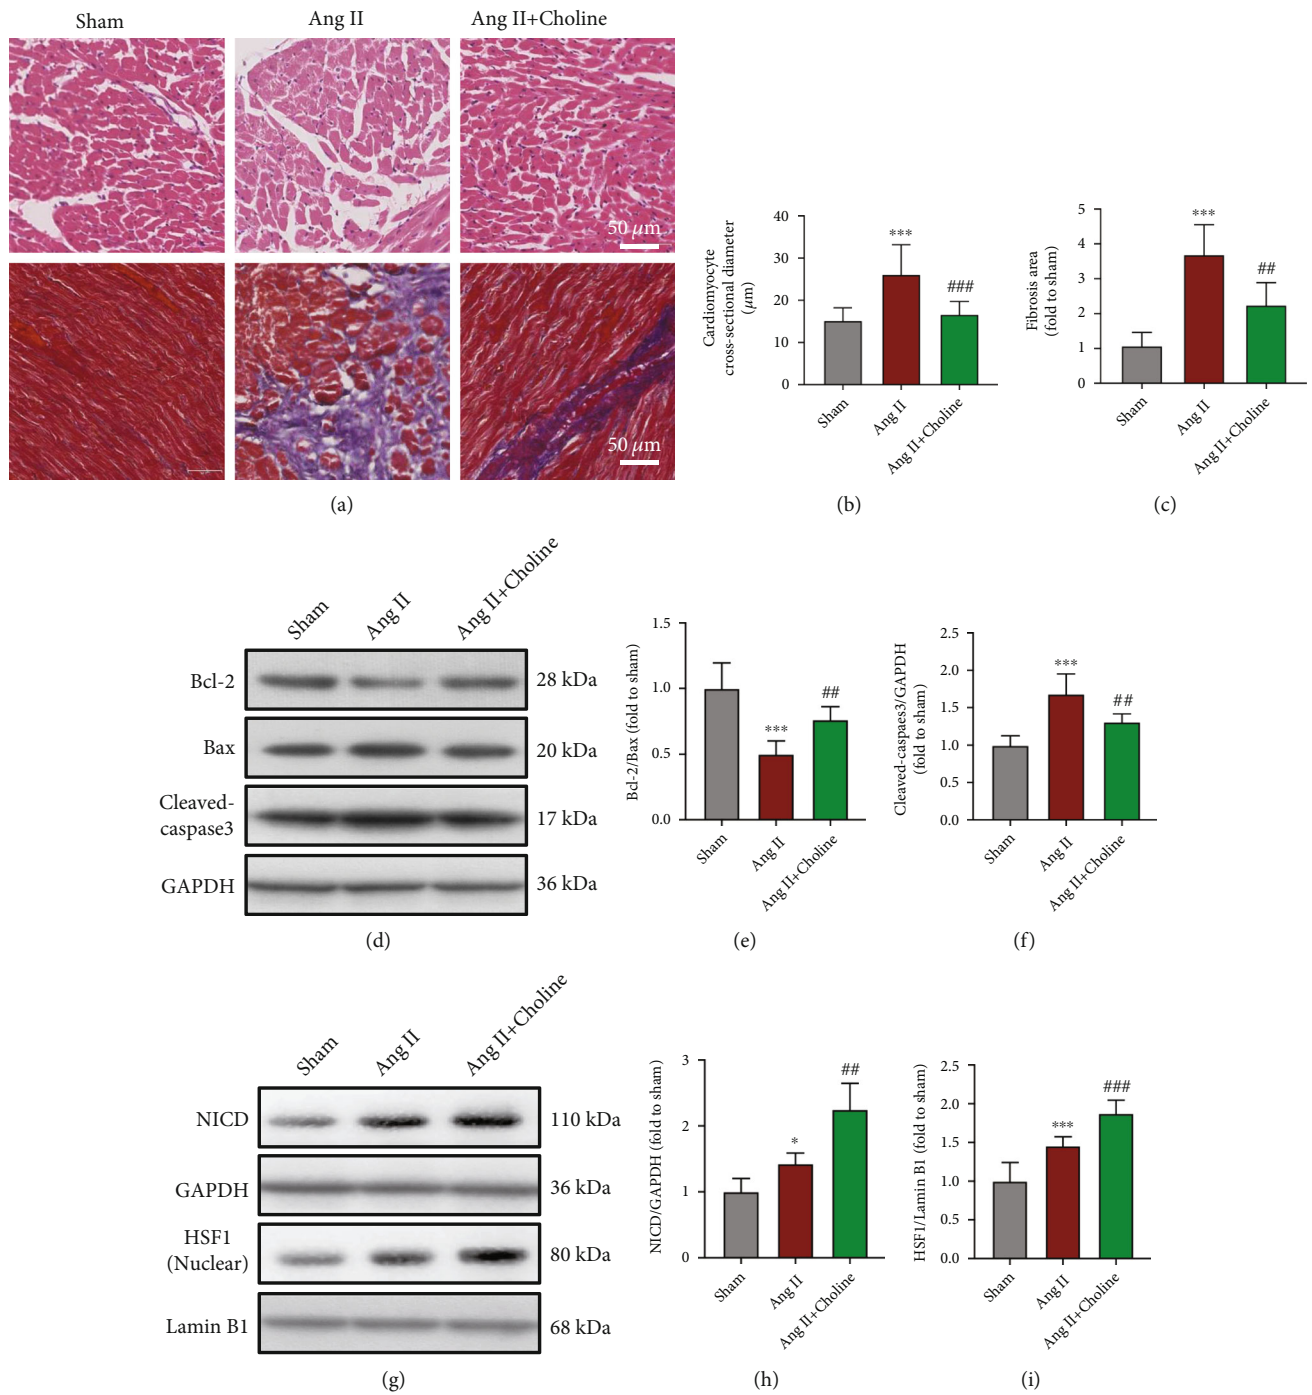 Sham
Ang II
Ang II+Choline
50 μm
50 μm
(a)
Cardiomyocyte
cross-sectional diameter
(μm)
40
30
20
10
0
***
###
Sham
Ang II
Ang II+Choline
(b)
Fibrosis area
(fold to sham)
5
4
3
2
1
0
***
##
Sham
Ang II
Ang II+Choline
(c)
Sham
Ang II
Ang II+Choline
Bcl-2
28 kDa
Bax
20 kDa
Cleaved-
caspase3
17 kDa
GAPDH
36 kDa
(d)
Bcl-2/Bax (fold to sham)
1.5
1.0
0.5
0.0
***
##
Sham
Ang II
Ang II+Choline
(e)
Cleaved-caspaes3/GAPDH
(fold to sham)
2.5
2.0
1.5
1.0
0.5
0.0
***
##
Sham
Ang II
Ang II+Choline
(f)
Sham
Ang II
Ang II+Choline
NICD
110 kDa
GAPDH
36 kDa
HSF1
(Nuclear)
80 kDa
Lamin B1
68 kDa
(g)
NICD/GAPDH (fold to sham)
3
2
1
0
*
##
Sham
Ang II
Ang II+Choline
(h)
HSF1/Lamin B1 (fold to sham)
2.5
2.0
1.5
1.0
0.5
0.0
***
###
Sham
Ang II
Ang II+Choline
(i)